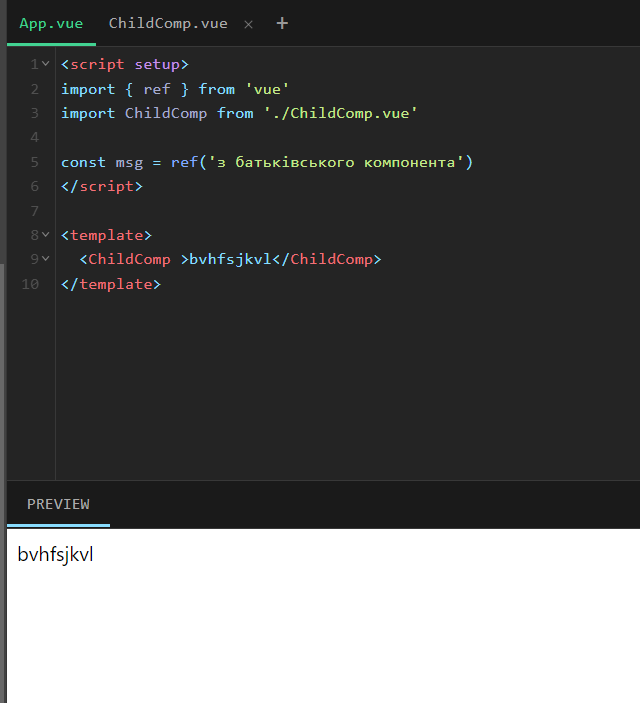 App.vue ChildComp.vue × +
1 <script setup>
2 import { ref } from 'vue'
3 import ChildComp from './ChildComp.vue'
4
5 const msg = ref('з батьківського компонента')
6 </script>
7
8 <template>
9 <ChildComp >bvhfsjkvl</ChildComp>
10 </template>
PREVIEW
bvhfsjkvl